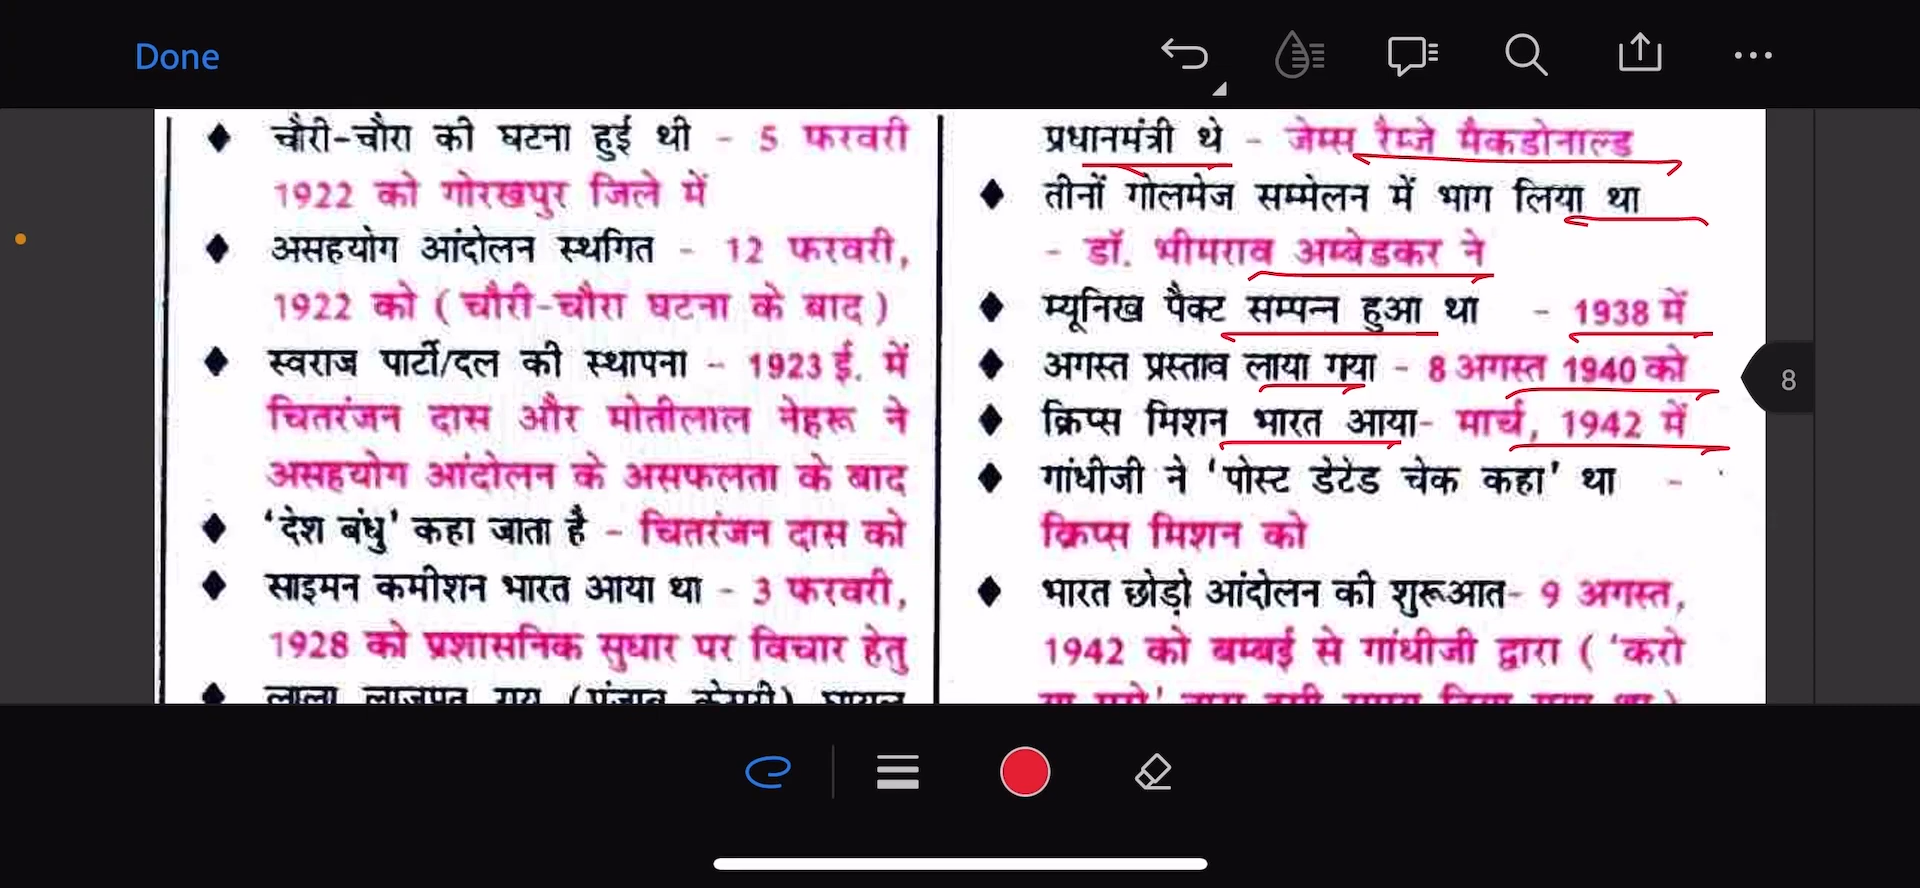 Done
♦ चौरी-चौरा की घटना हुई थी - 5 फरवरी
1922 को गोरखपुर जिले में
♦ असहयोग आंदोलन स्थगित - 12 फरवरी,
1922 को ( चौरी-चौरा घटना के बाद )
♦ स्वराज पार्टी/दल की स्थापना - 1923 ई. में
चितरंजन दास और मोतीलाल नेहरू ने
असहयोग आंदोलन के असफलता के बाद
♦ 'देश बंधु' कहा जाता है - चितरंजन दास को
♦ साइमन कमीशन भारत आया था - 3 फरवरी,
1928 को प्रशासनिक सुधार पर विचार हेतु
♦ लाला लाजपत राय (पंजाब केसरी) घायल
प्रधानमंत्री थे - जेम्स रैम्जे मैकडोनाल्ड
♦ तीनों गोलमेज सम्मेलन में भाग लिया था
- डॉ. भीमराव अम्बेडकर ने
♦ म्यूनिख पैक्ट सम्पन्न हुआ था - 1938 में
♦ अगस्त प्रस्ताव लाया गया - 8 अगस्त 1940 को
♦ क्रिप्स मिशन भारत आया- मार्च, 1942 में
♦ गांधीजी ने 'पोस्ट डेटेड चेक कहा' था -
क्रिप्स मिशन को
♦ भारत छोड़ो आंदोलन की शुरूआत- 9 अगस्त,
1942 को बम्बई से गांधीजी द्वारा ( 'करो
8